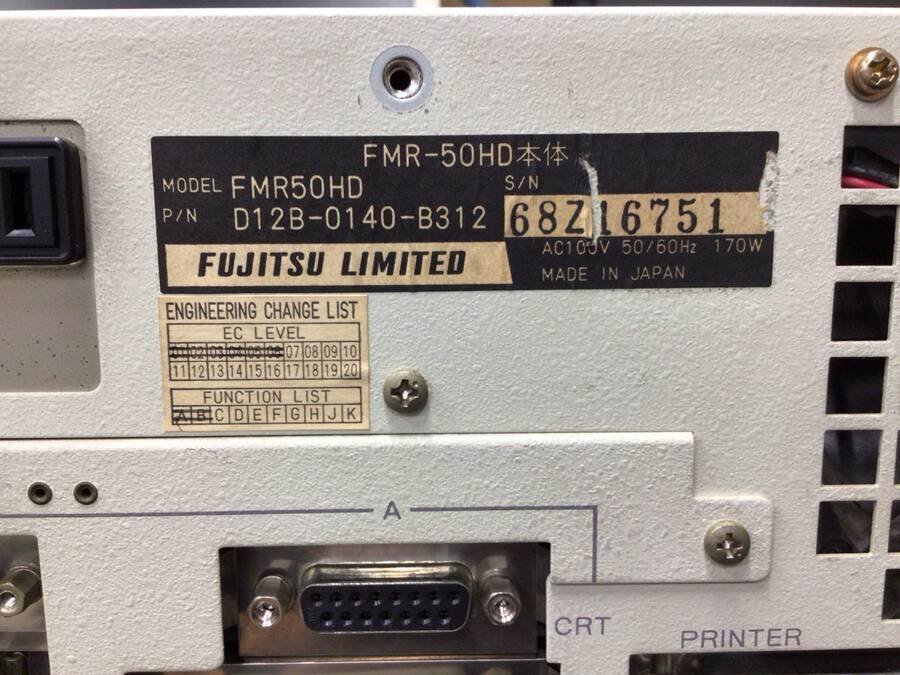 FMR-50HD本体
MODEL FMR50HD
S/N
P/N D12B-0140-B312 68Z16751
AC100V 50/60Hz 170W
FUJITSU LIMITED
MADE IN JAPAN
ENGINEERING CHANGE LIST
EC LEVEL
01 02 03 04 05 06 07 08 09 10
11 12 13 14 15 16 17 18 19 20
FUNCTION LIST
A B C D E F G H J K
A
CRT
PRINTER